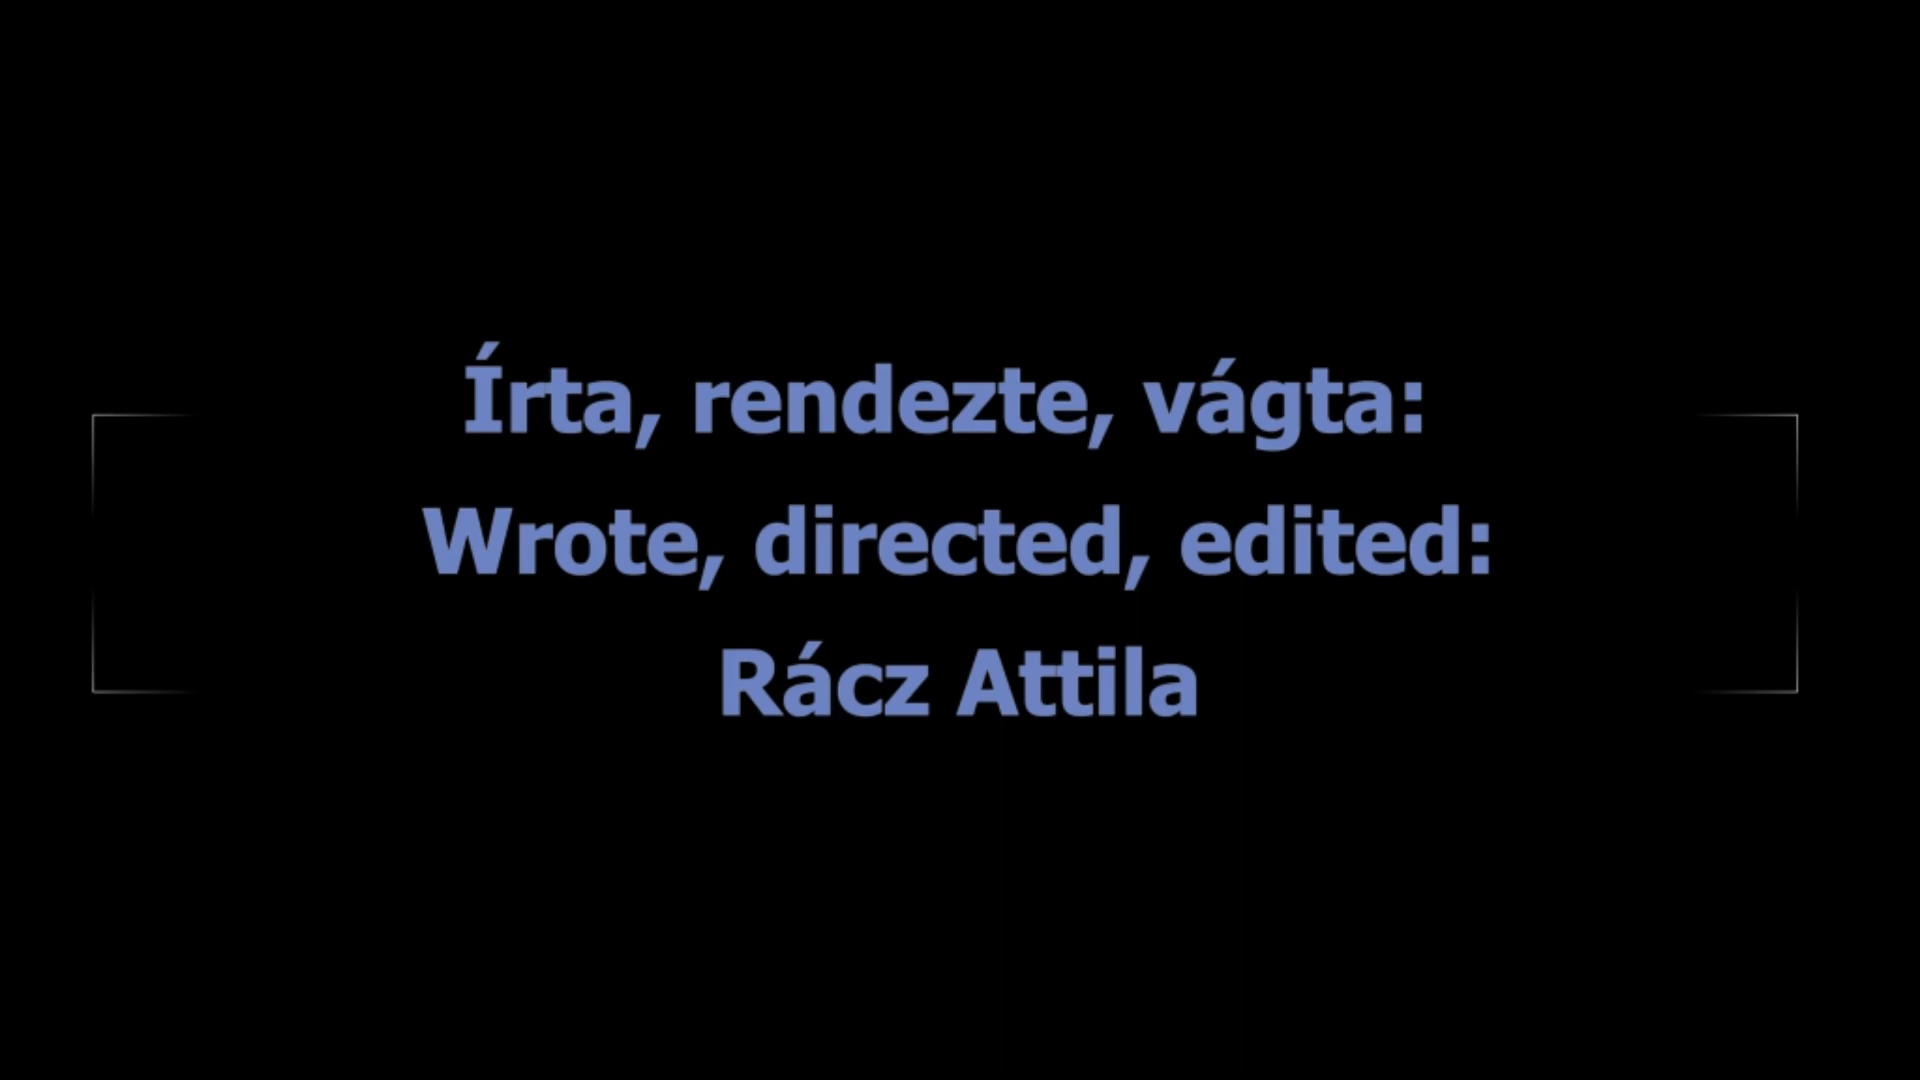 Írta, rendezte, vágta:
Wrote, directed, edited:
Rácz Attila